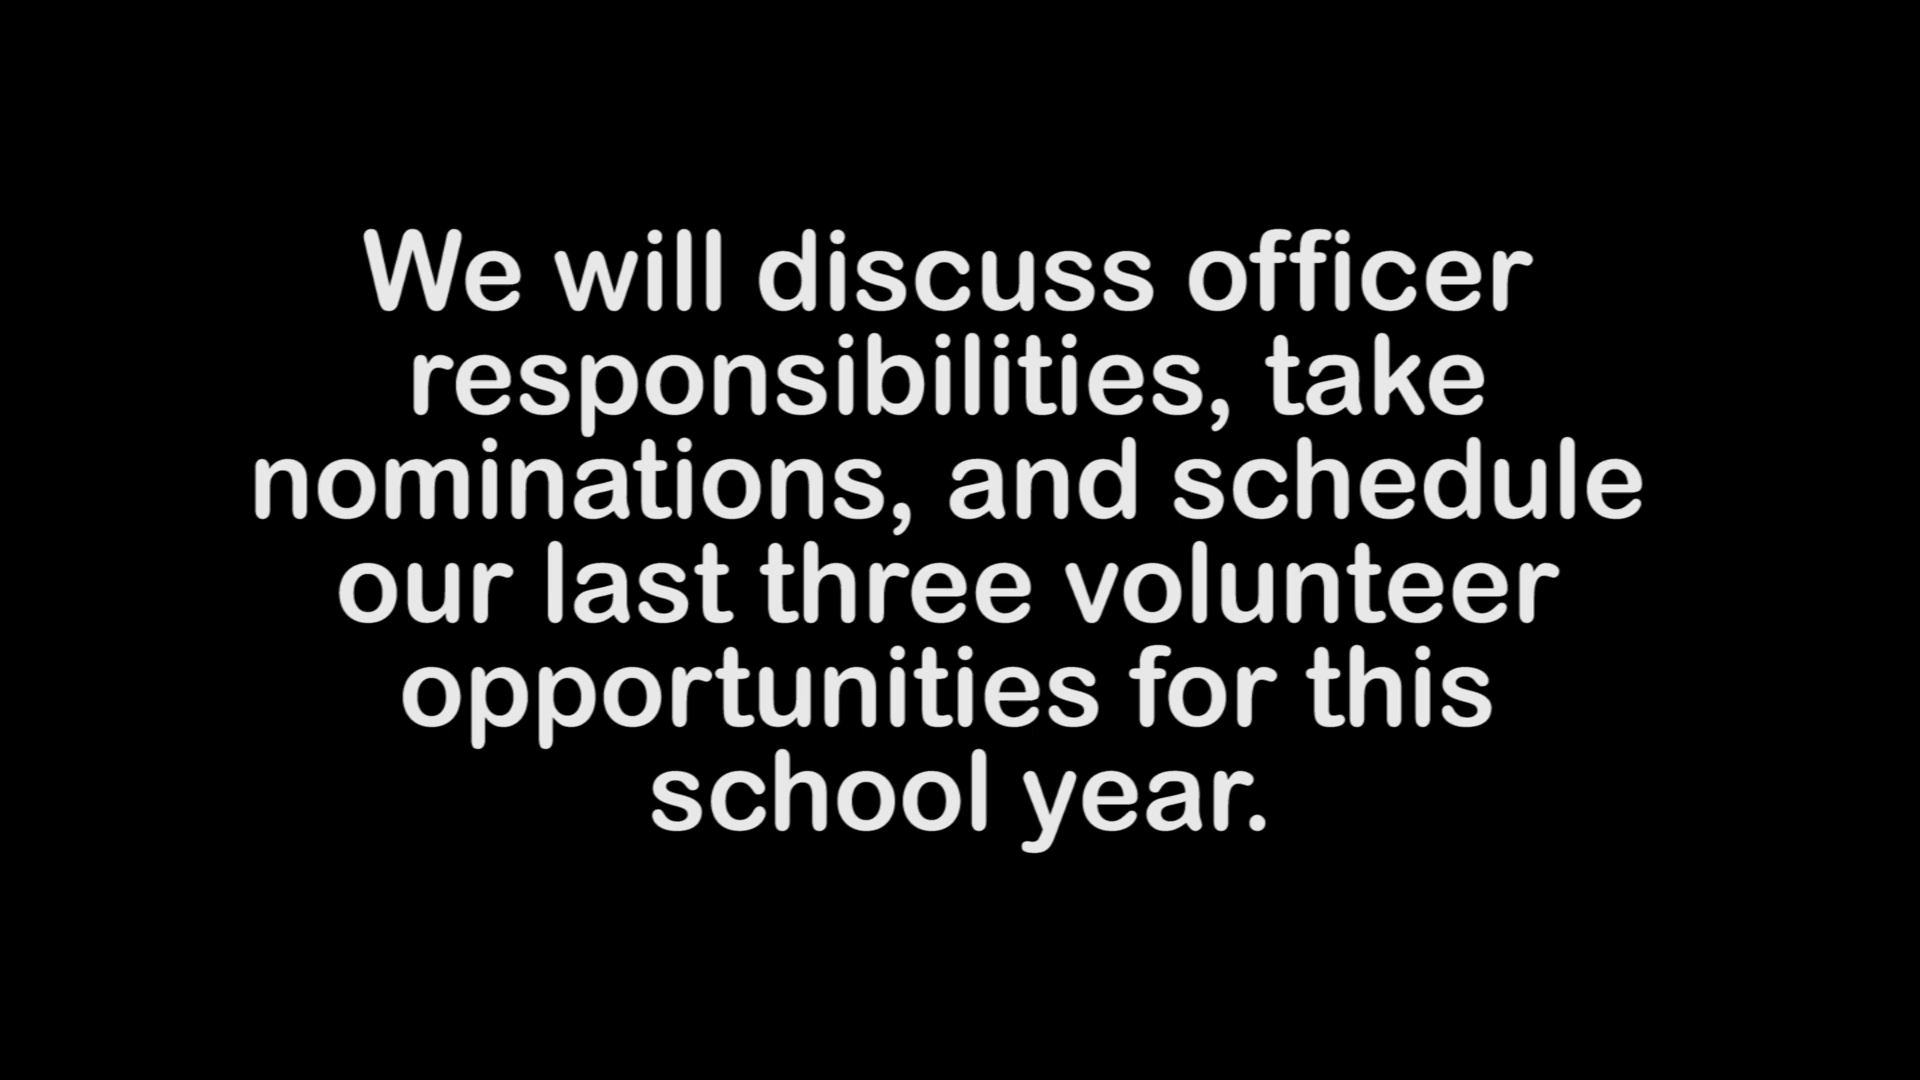 We will discuss officer
responsibilities, take
nominations, and schedule
our last three volunteer
opportunities for this
school year.